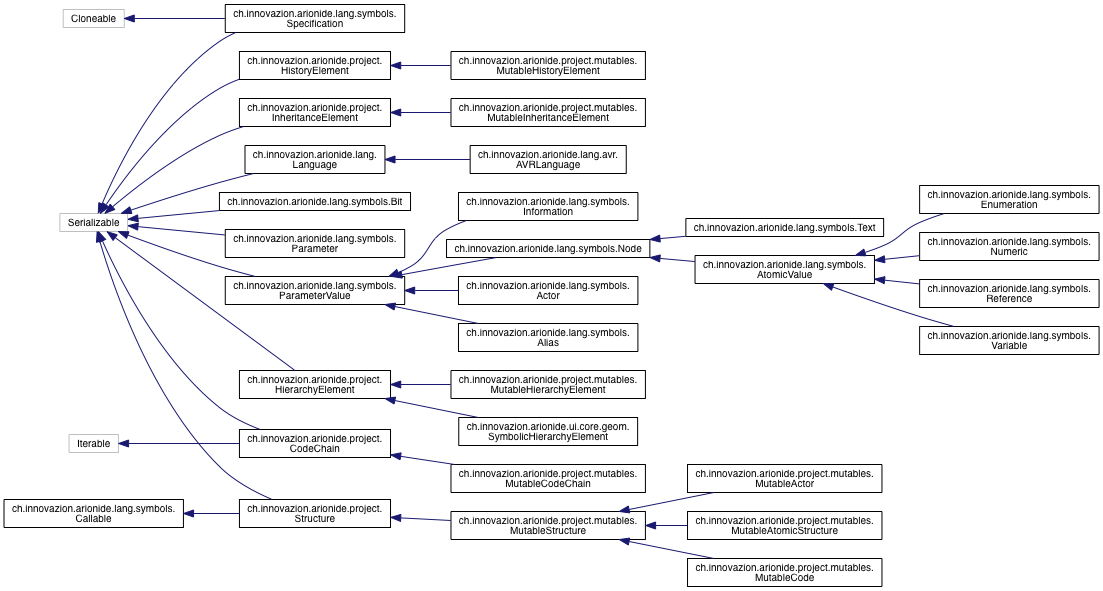 Cloneable
ch.innovazion.arionide.lang.symbols.
Specification
ch.innovazion.arionide.project.
HistoryElement
ch.innovazion.arionide.project.mutables.
MutableHistoryElement
ch.innovazion.arionide.project.
InheritanceElement
ch.innovazion.arionide.project.mutables.
MutableInheritanceElement
ch.innovazion.arionide.lang.
Language
ch.innovazion.arionide.lang.avr.
AVRLanguage
Serializable
ch.innovazion.arionide.lang.symbols.Bit
ch.innovazion.arionide.lang.symbols.
Parameter
ch.innovazion.arionide.lang.symbols.
ParameterValue
ch.innovazion.arionide.lang.symbols.
Information
ch.innovazion.arionide.lang.symbols.Node
ch.innovazion.arionide.lang.symbols.
Actor
ch.innovazion.arionide.lang.symbols.
Alias
ch.innovazion.arionide.lang.symbols.Text
ch.innovazion.arionide.lang.symbols.
AtomicValue
ch.innovazion.arionide.lang.symbols.
Enumeration
ch.innovazion.arionide.lang.symbols.
Numeric
ch.innovazion.arionide.lang.symbols.
Reference
ch.innovazion.arionide.lang.symbols.
Variable
ch.innovazion.arionide.project.
HierarchyElement
ch.innovazion.arionide.project.mutables.
MutableHierarchyElement
ch.innovazion.arionide.ui.core.geom.
SymbolicHierarchyElement
Iterable
ch.innovazion.arionide.project.
CodeChain
ch.innovazion.arionide.project.mutables.
MutableCodeChain
ch.innovazion.arionide.lang.symbols.
Callable
ch.innovazion.arionide.project.
Structure
ch.innovazion.arionide.project.mutables.
MutableStructure
ch.innovazion.arionide.project.mutables.
MutableActor
ch.innovazion.arionide.project.mutables.
MutableAtomicStructure
ch.innovazion.arionide.project.mutables.
MutableCode